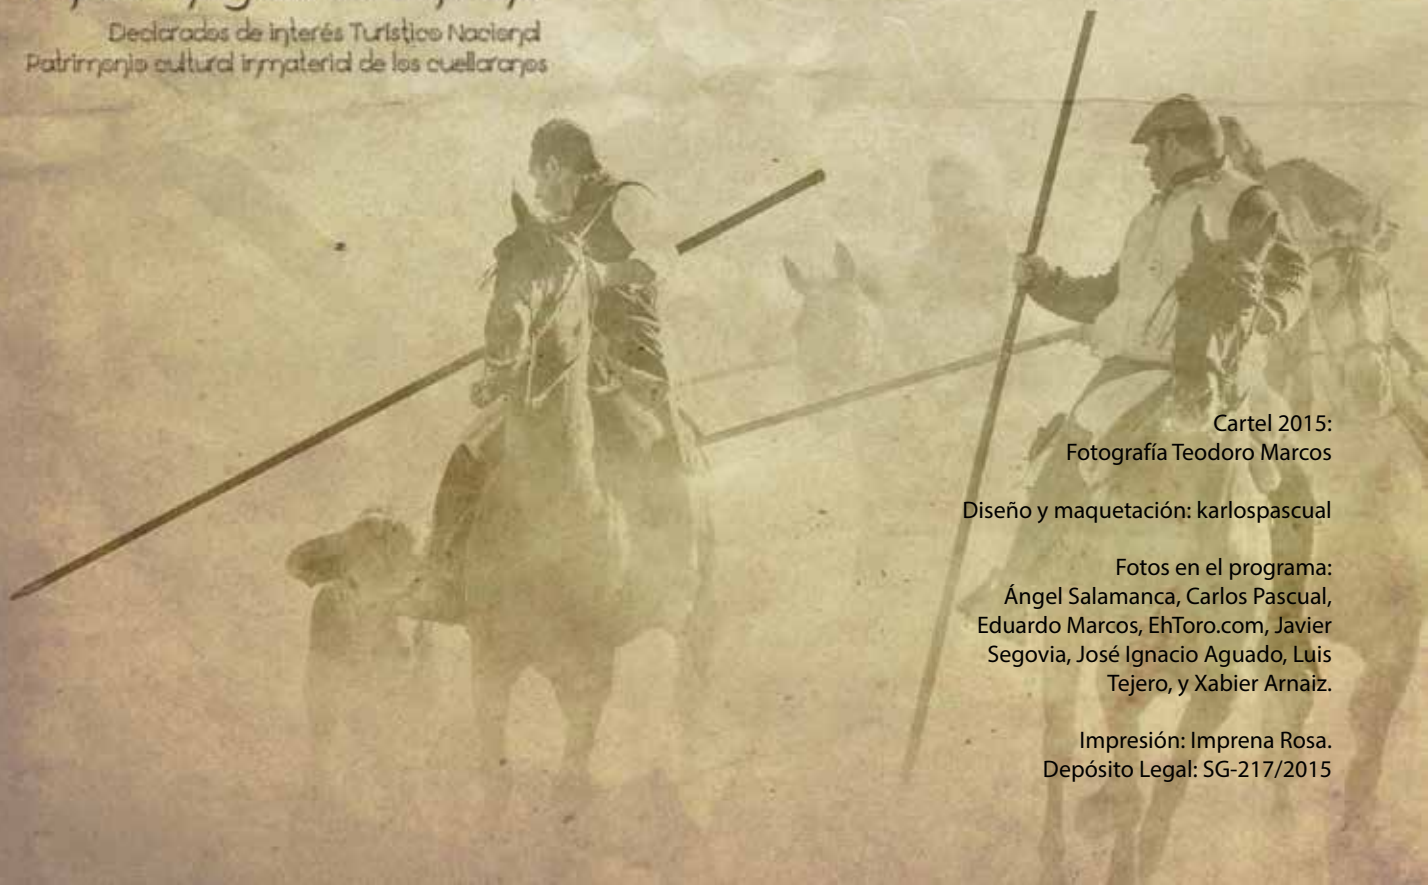 Declarados de interés Turístico Nacional
Patrimonio cultural inmaterial de los cuellaranos
Cartel 2015:
Fotografía Teodoro Marcos
Diseño y maquetación: karlospascual
Fotos en el programa:
Ángel Salamanca, Carlos Pascual,
Eduardo Marcos, EhToro.com, Javier
Segovia, José Ignacio Aguado, Luis
Tejero, y Xabier Arnaiz.
Impresión: Imprena Rosa.
Depósito Legal: SG-217/2015